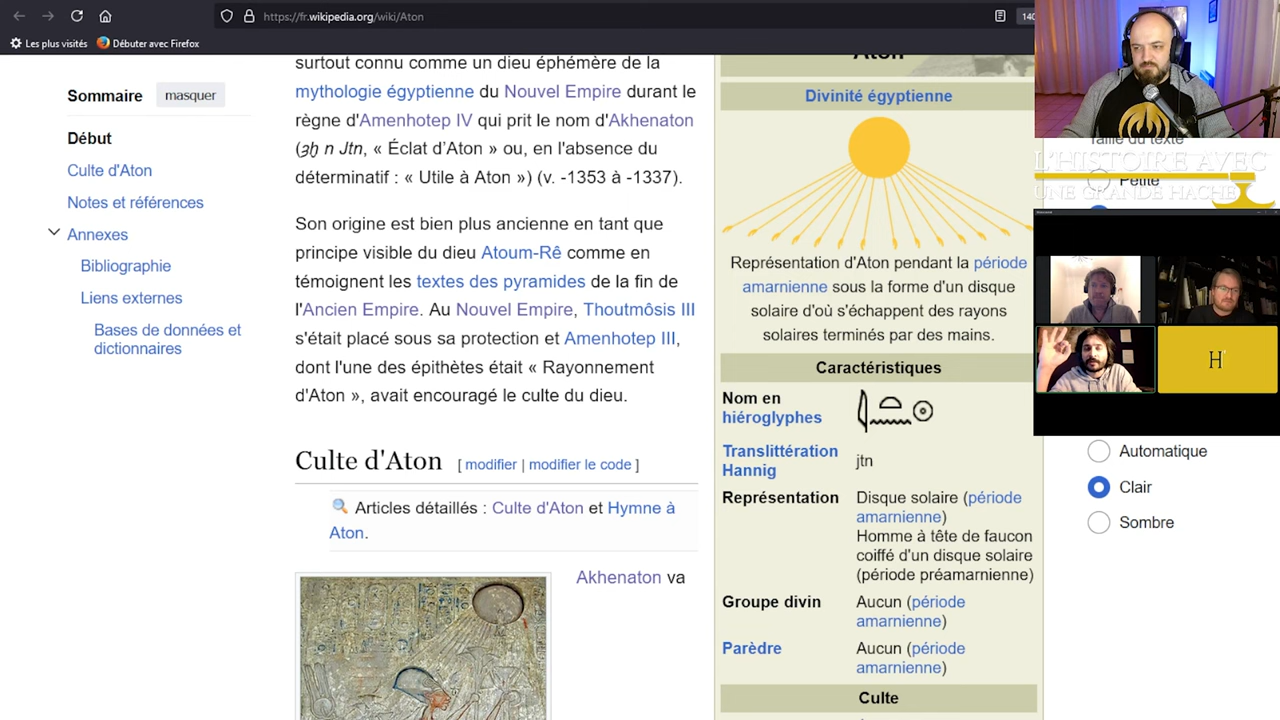 https://fr.wikipedia.org/wiki/Aton
140
Les plus visités
Débuter avec Firefox
Sommaire
masquer
Début
Culte d'Aton
Notes et références
Annexes
Bibliographie
Liens externes
Bases de données et
dictionnaires
surtout connu comme un dieu éphémère de la
mythologie égyptienne du Nouvel Empire durant le
règne d'Amenhotep IV qui prit le nom d'Akhenaton
(ȝḫ n Jtn, « Éclat d'Aton » ou, en l'absence du
déterminatif : « Utile à Aton ») (v. -1353 à -1337).
Son origine est bien plus ancienne en tant que
principe visible du dieu Atoum-Rê comme en
témoignent les textes des pyramides de la fin de
l'Ancien Empire. Au Nouvel Empire, Thoutmôsis III
s'était placé sous sa protection et Amenhotep III,
dont l'une des épithètes était « Rayonnement
d'Aton », avait encouragé le culte du dieu.
Culte d'Aton [ modifier | modifier le code ]
Articles détaillés : Culte d'Aton et Hymne à
Aton.
Akhenaton va
Aton
Divinité égyptienne
Représentation d'Aton pendant la période
amarnienne sous la forme d'un disque
solaire d'où s'échappent des rayons
solaires terminés par des mains.
Caractéristiques
Nom en
hiéroglyphes
Translittération
Hannig
jtn
Représentation
Disque solaire (période
amarnienne)
Homme à tête de faucon
coiffé d'un disque solaire
(période préamarnienne)
Groupe divin
Aucun (période
amarnienne)
Parèdre
Aucun (période
amarnienne)
Culte
Taille du texte
L'HISTOIRE AVEC
Petite
UNE GRANDE HACHE
H
Automatique
Clair
Sombre